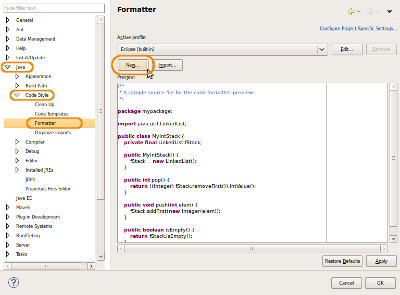 type filter text
General
Ant
Data Management
Help
Install/Update
Java
Appearance
Build Path
Code Style
Clean Up
Code Templates
Formatter
Organize Imports
Compiler
Debug
Editor
Installed JREs
JUnit
Properties Files Editor
Java EE
Maven
Plug-in Development
Remote Systems
Run/Debug
Server
Tasks
Formatter
Configure Project Specific Settings...
Active profile:
Eclipse [built-in]
Edit...
Remove
New...
Import...
Preview:
/**
* A sample source file for the code formatter preview
*/
package mypackage;
import java.util.LinkedList;
public class MyIntStack {
private final LinkedList fStack;
public MyIntStack() {
fStack = new LinkedList();
}
public int pop() {
return ((Integer) fStack.removeFirst()).intValue();
}
public void push(int elem) {
fStack.addFirst(new Integer(elem));
}
public boolean isEmpty() {
return fStack.isEmpty();
}
Restore Defaults
Apply
?
Cancel
OK